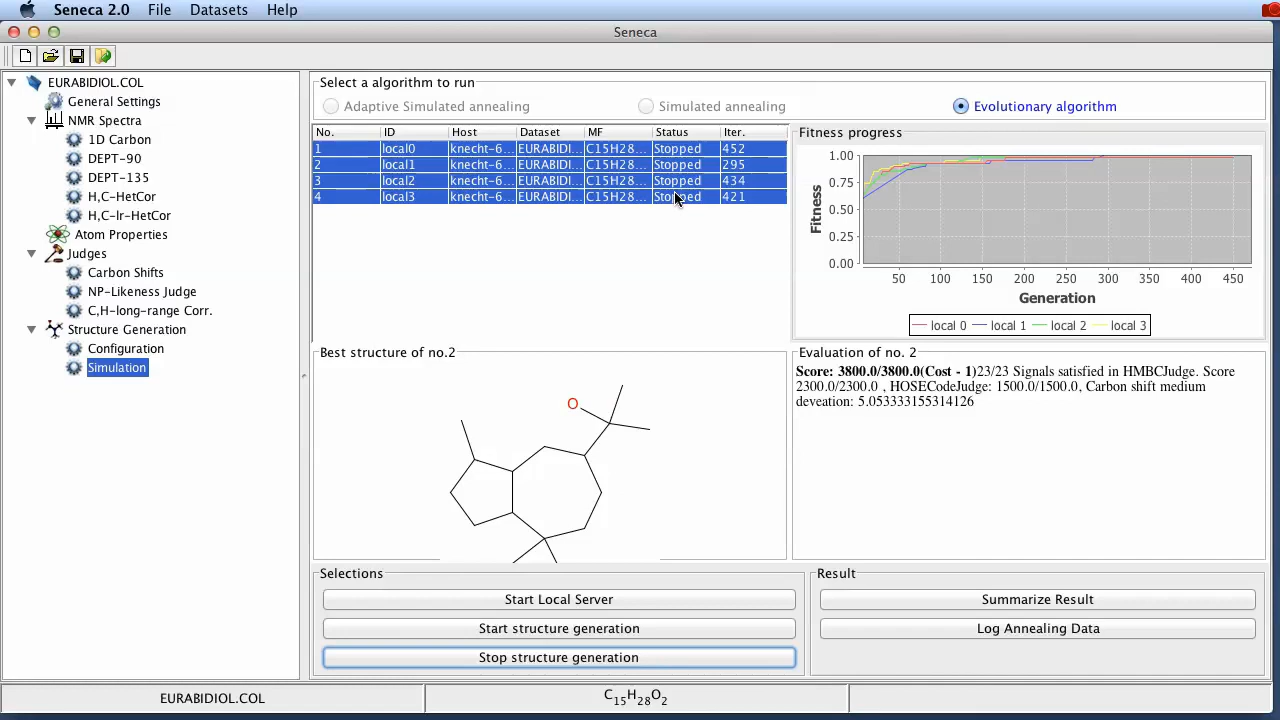 Seneca 2.0 File Datasets Help
Seneca
EURABIDIOL.COL
General Settings
NMR Spectra
1D Carbon
DEPT-90
DEPT-135
H,C-HetCor
H,C-lr-HetCor
Atom Properties
Judges
Carbon Shifts
NP-Likeness Judge
C,H-long-range Corr.
Structure Generation
Configuration
Simulation
Select a algorithm to run
Adaptive Simulated annealing Simulated annealing Evolutionary algorithm
No. ID Host Dataset MF Status Iter.
1 local0 knecht-6... EURABIDI... C15H28... Stopped 452
2 local1 knecht-6... EURABIDI... C15H28... Stopped 295
3 local2 knecht-6... EURABIDI... C15H28... Stopped 434
4 local3 knecht-6... EURABIDI... C15H28... Stopped 421
Fitness progress
Fitness
1.00
0.75
0.50
0.25
0.00
50 100 150 200 250 300 350 400 450
Generation
local 0 local 1 local 2 local 3
Best structure of no.2
O
Evaluation of no. 2
Score: 3800.0/3800.0(Cost - 1)23/23 Signals satisfied in HMBCJudge. Score
2300.0/2300.0 , HOSECodeJudge: 1500.0/1500.0, Carbon shift medium
deveation: 5.053333155314126
Selections
Start Local Server
Start structure generation
Stop structure generation
Result
Summarize Result
Log Annealing Data
EURABIDIOL.COL C15H28O2